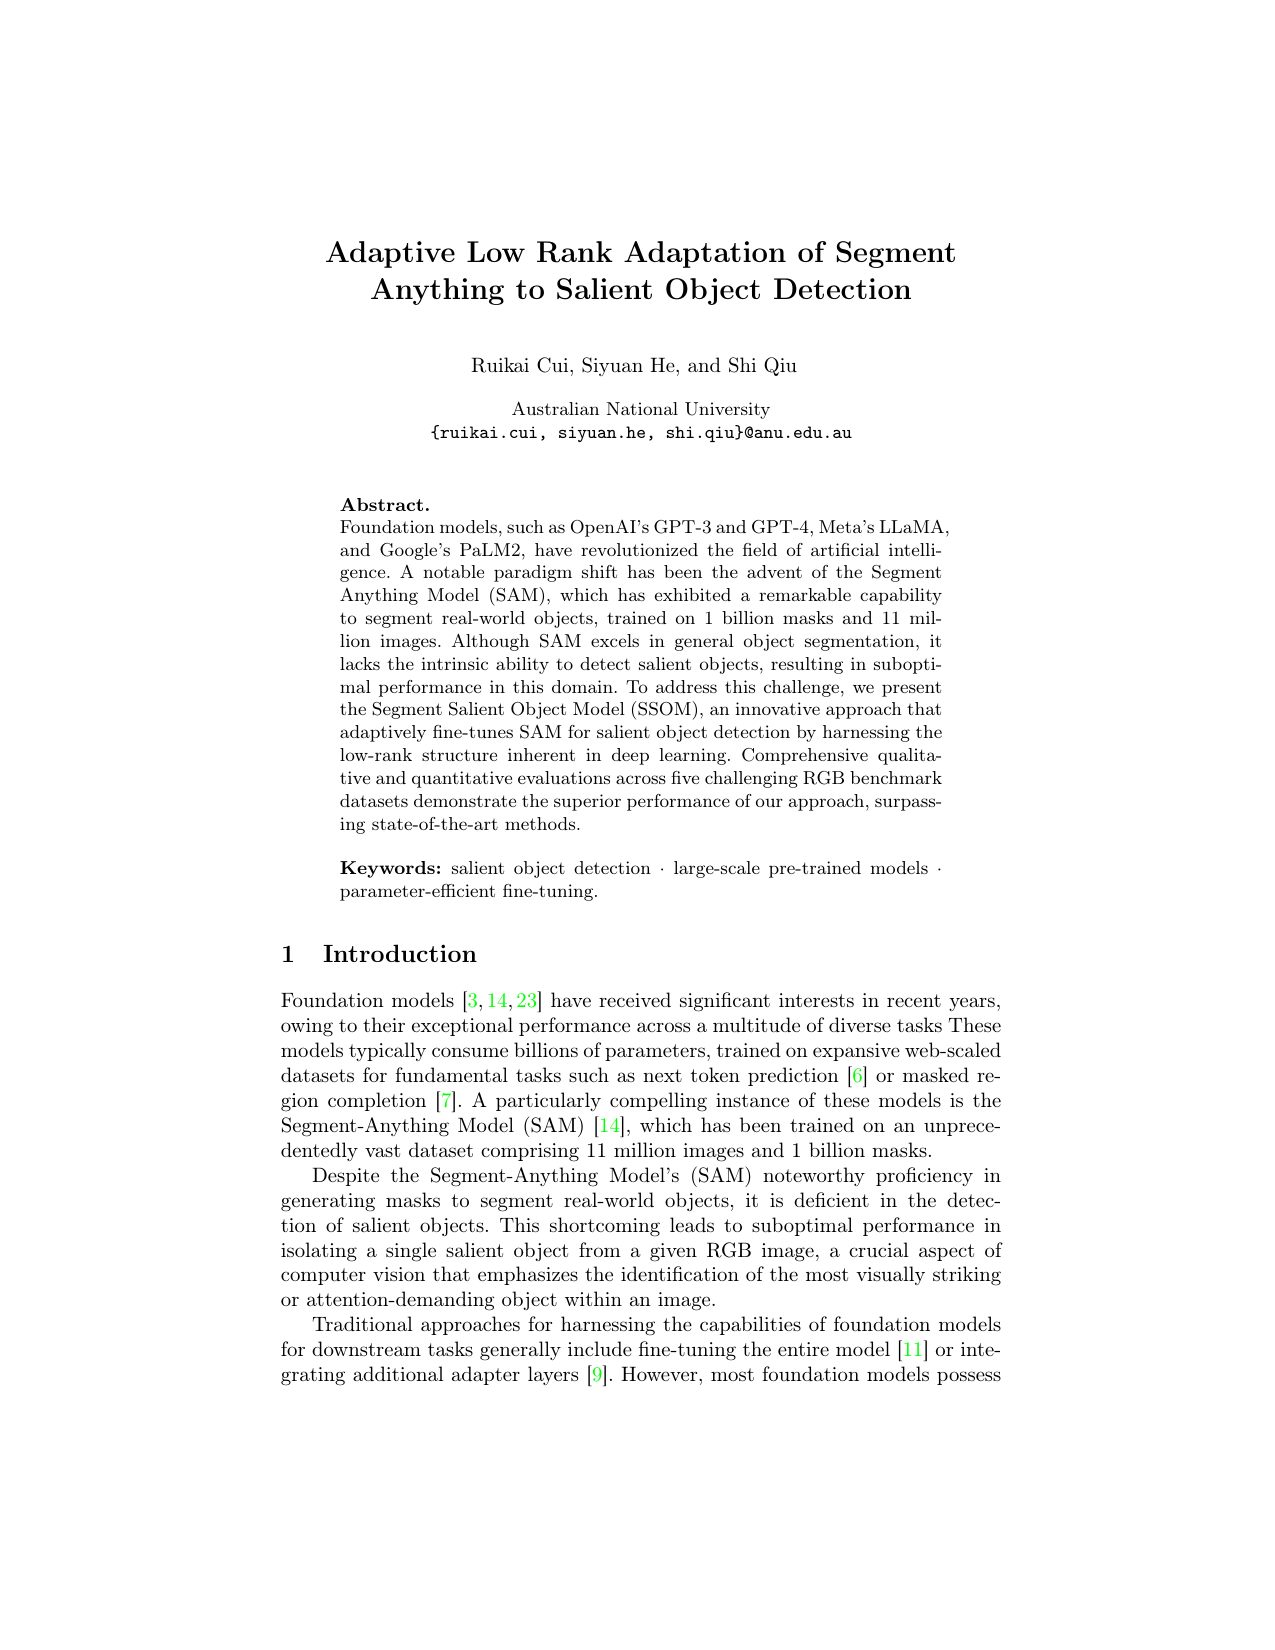 Adaptive Low Rank Adaptation of Segment
Anything to Salient Object Detection
Ruikai Cui, Siyuan He, and Shi Qiu
Australian National University
{ruikai.cui, siyuan.he, shi.qiu}@anu.edu.au
Abstract.
Foundation models, such as OpenAI's GPT-3 and GPT-4, Meta's LLaMA,
and Google's PaLM2, have revolutionized the field of artificial intelli-
gence. A notable paradigm shift has been the advent of the Segment
Anything Model (SAM), which has exhibited a remarkable capability
to segment real-world objects, trained on 1 billion masks and 11 mil-
lion images. Although SAM excels in general object segmentation, it
lacks the intrinsic ability to detect salient objects, resulting in subopti-
mal performance in this domain. To address this challenge, we present
the Segment Salient Object Model (SSOM), an innovative approach that
adaptively fine-tunes SAM for salient object detection by harnessing the
low-rank structure inherent in deep learning. Comprehensive qualita-
tive and quantitative evaluations across five challenging RGB benchmark
datasets demonstrate the superior performance of our approach, surpass-
ing state-of-the-art methods.
Keywords: salient object detection · large-scale pre-trained models ·
parameter-efficient fine-tuning.
1 Introduction
Foundation models [3, 14, 23] have received significant interests in recent years,
owing to their exceptional performance across a multitude of diverse tasks These
models typically consume billions of parameters, trained on expansive web-scaled
datasets for fundamental tasks such as next token prediction [6] or masked re-
gion completion [7]. A particularly compelling instance of these models is the
Segment-Anything Model (SAM) [14], which has been trained on an unprece-
dentedly vast dataset comprising 11 million images and 1 billion masks.
Despite the Segment-Anything Model's (SAM) noteworthy proficiency in
generating masks to segment real-world objects, it is deficient in the detec-
tion of salient objects. This shortcoming leads to suboptimal performance in
isolating a single salient object from a given RGB image, a crucial aspect of
computer vision that emphasizes the identification of the most visually striking
or attention-demanding object within an image.
Traditional approaches for harnessing the capabilities of foundation models
for downstream tasks generally include fine-tuning the entire model [11] or inte-
grating additional adapter layers [9]. However, most foundation models possess